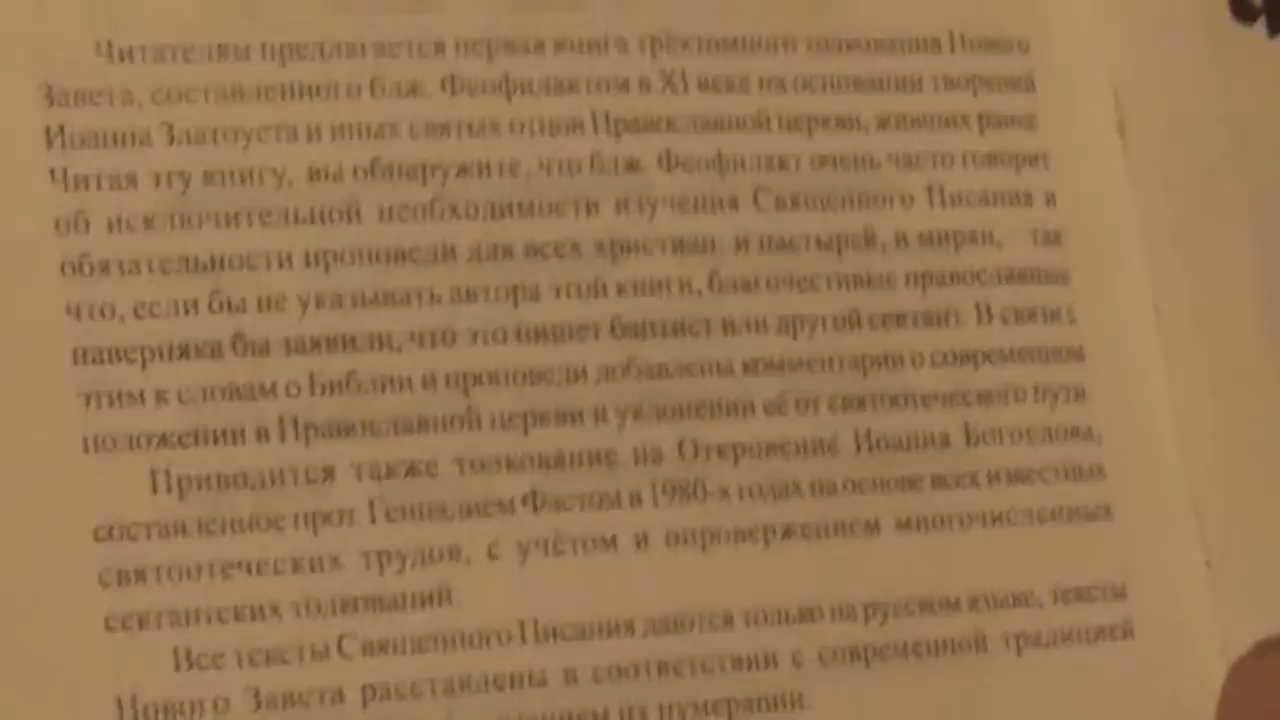 Читателям предлагается первая книга трёхтомного толкования Нового
Завета, составленного блаж. Феофилактом в XI веке на основании творений
Иоанна Златоуста и иных святых отцов Православной церкви, живших ранее.
Читая эту книгу, вы обнаружите, что блаж. Феофилакт очень часто говорит
об исключительной необходимости изучения Священного Писания и
обязательности проповеди для всех христиан: и пастырей, и мирян, так
что, если бы не указывать автора этой книги, благочестивые православные
наверняка бы заявили, что это пишет баптист или другой сектант. В связи с
этим к словам о Библии и проповеди добавлены комментарии о современном
положении в Православной церкви и уклонении её от святоотеческого пути.
Приводится также толкование на Откровение Иоанна Богослова,
составленное прот. Геннадием Фастом в 1980-х годах на основе всех известных
святоотеческих трудов, с учётом и опровержением многочисленных
сектантских толкований.
Все тексты Священного Писания даются только на русском языке, тексты
Нового Завета расставлены в соответствии с современной традицией
их нумерации.